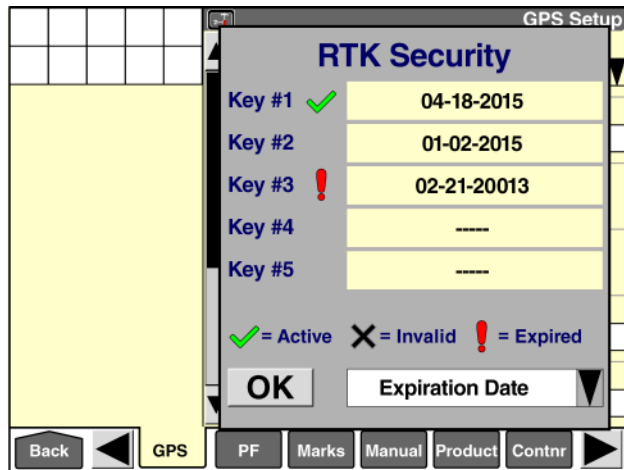 GPS Setup
RTK Security
Key #1 04-18-2015
Key #2 01-02-2015
Key #3 02-21-20013
Key #4 -----
Key #5 -----
= Active = Invalid = Expired
OK Expiration Date
Back GPS PF Marks Manual Product Contnr